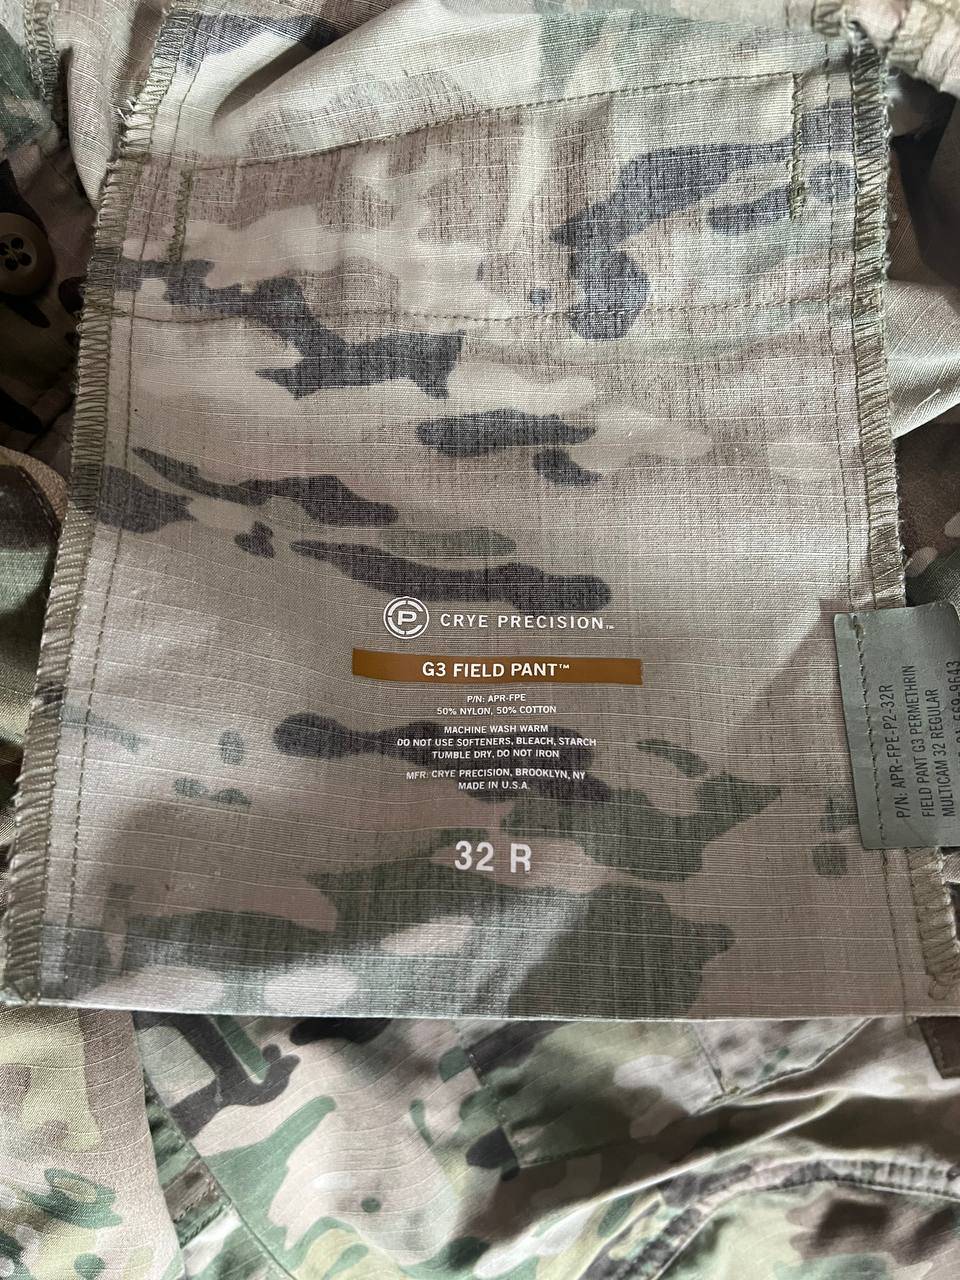 CRYE PRECISION™
G3 FIELD PANT™
P/N: APR-FPE
50% NYLON, 50% COTTON
MACHINE WASH WARM
DO NOT USE SOFTENERS, BLEACH, STARCH
TUMBLE DRY, DO NOT IRON
MFR: CRYE PRECISION, BROOKLYN, NY
MADE IN U.S.A.
32 R
P/N: APR-FPE-P2-32R
FIELD PANT G3 PERMETHRIN
MULTICAM 32 REGULAR